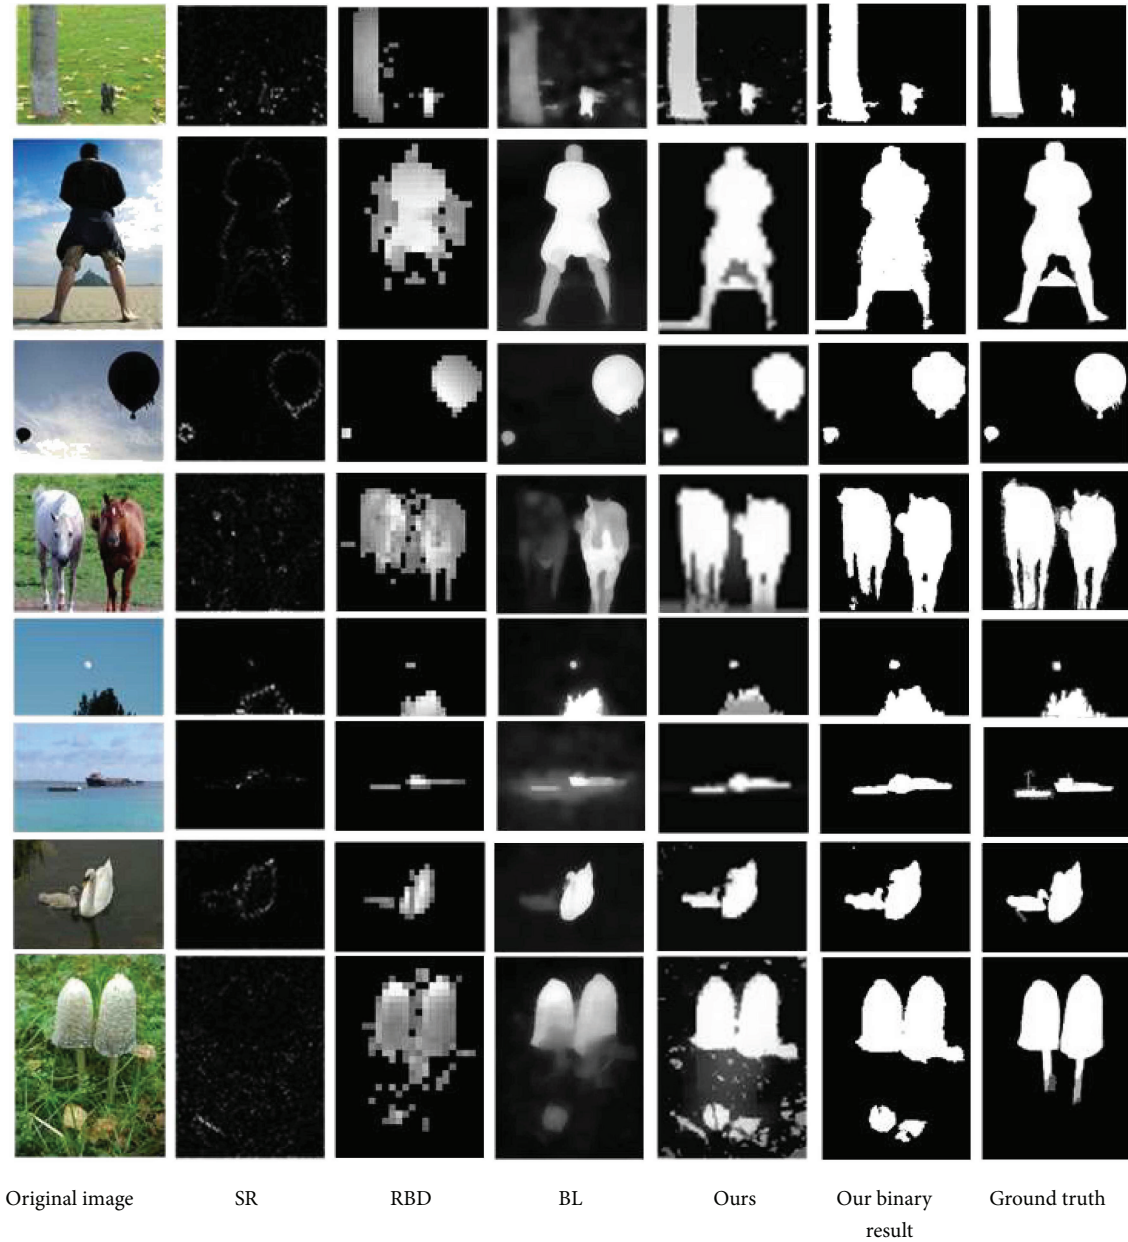 Original image
SR
RBD
BL
Ours
Our binary
result
Ground truth